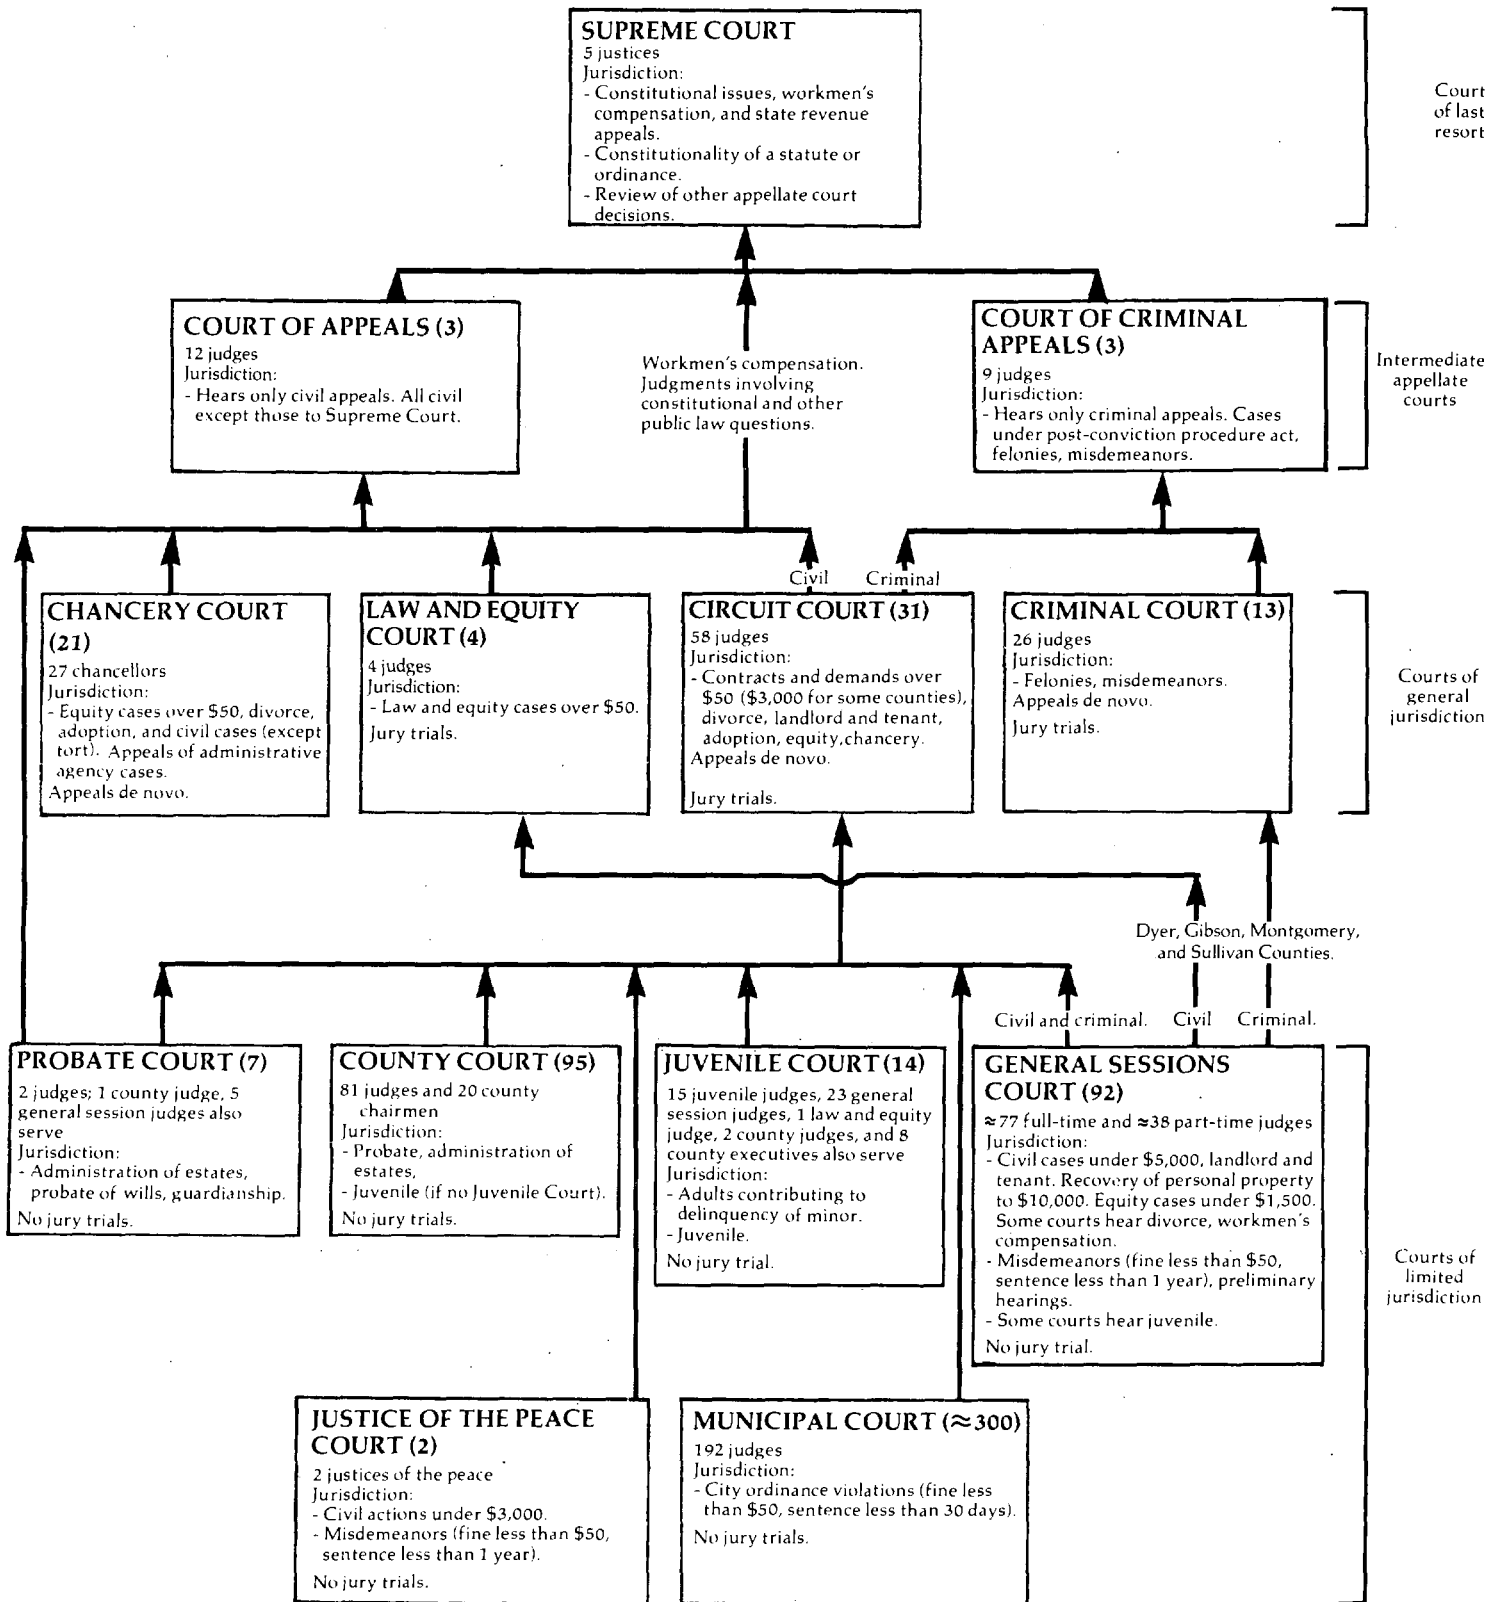 SUPREME COURT
5 justices
Jurisdiction:
- Constitutional issues, workmen's
compensation, and state revenue
appeals.
- Constitutionality of a statute or
ordinance.
- Review of other appellate court
decisions.
Court
of last
resort
COURT OF APPEALS (3)
12 judges
Jurisdiction:
- Hears only civil appeals. All civil
except those to Supreme Court.
Workmen's compensation.
Judgments involving
constitutional and other
public law questions.
COURT OF CRIMINAL
APPEALS (3)
9 judges
Jurisdiction:
- Hears only criminal appeals. Cases
under post-conviction procedure act,
felonies, misdemeanors.
Intermediate
appellate
courts
Civil
Criminal
CHANCERY COURT
(21)
27 chancellors
Jurisdiction:
- Equity cases over $50, divorce,
adoption, and civil cases (except
tort). Appeals of administrative
agency cases.
Appeals de novo.
LAW AND EQUITY
COURT (4)
4 judges
Jurisdiction:
- Law and equity cases over $50.
Jury trials.
CIRCUIT COURT (31)
58 judges
Jurisdiction:
- Contracts and demands over
$50 ($3,000 for some counties),
divorce, landlord and tenant,
adoption, equity, chancery.
Appeals de novo.
Jury trials.
CRIMINAL COURT (13)
26 judges
Jurisdiction:
- Felonies, misdemeanors.
Appeals de novo.
Jury trials.
Courts of
general
jurisdiction
Dyer, Gibson, Montgomery,
and Sullivan Counties.
Civil and criminal.
Civil
Criminal.
PROBATE COURT (7)
2 judges; 1 county judge, 5
general session judges also
serve
Jurisdiction:
- Administration of estates,
probate of wills, guardianship.
No jury trials.
COUNTY COURT (95)
81 judges and 20 county
chairmen
Jurisdiction:
- Probate, administration of
estates,
- Juvenile (if no Juvenile Court).
No jury trials.
JUVENILE COURT (14)
15 juvenile judges, 23 general
session judges, 1 law and equity
judge, 2 county judges, and 8
county executives also serve
Jurisdiction:
- Adults contributing to
delinquency of minor.
- Juvenile.
No jury trial.
GENERAL SESSIONS
COURT (92)
≈77 full-time and ≈38 part-time judges
Jurisdiction:
- Civil cases under $5,000, landlord and
tenant. Recovery of personal property
to $10,000. Equity cases under $1,500.
Some courts hear divorce, workmen's
compensation.
- Misdemeanors (fine less than $50,
sentence less than 1 year), preliminary
hearings.
- Some courts hear juvenile.
No jury trial.
Courts of
limited
jurisdiction
JUSTICE OF THE PEACE
COURT (2)
2 justices of the peace
Jurisdiction:
- Civil actions under $3,000.
- Misdemeanors (fine less than $50,
sentence less than 1 year).
No jury trials.
MUNICIPAL COURT (≈300)
192 judges
Jurisdiction:
- City ordinance violations (fine less
than $50, sentence less than 30 days).
No jury trials.